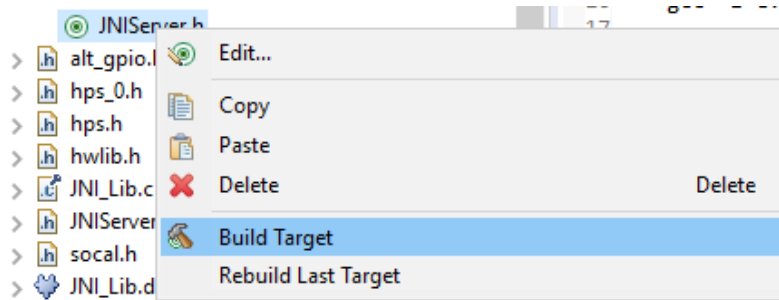 JNIServer.h
17
alt_gpio.
Edit...
hps_0.h
Copy
hps.h
Paste
hwlib.h
JNI_Lib.c
Delete Delete
JNIServer
Build Target
socal.h
Rebuild Last Target
JNI_Lib.d